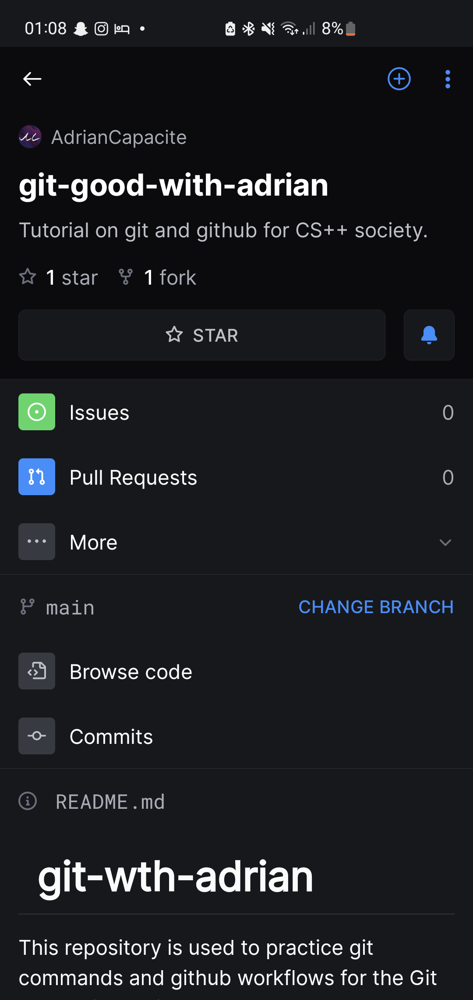 01:08 8%
AdrianCapacite
git-good-with-adrian
Tutorial on git and github for CS++ society.
1 star 1 fork
STAR
Issues 0
Pull Requests 0
More
main CHANGE BRANCH
Browse code
Commits
README.md
git-wth-adrian
This repository is used to practice git
commands and github workflows for the Git